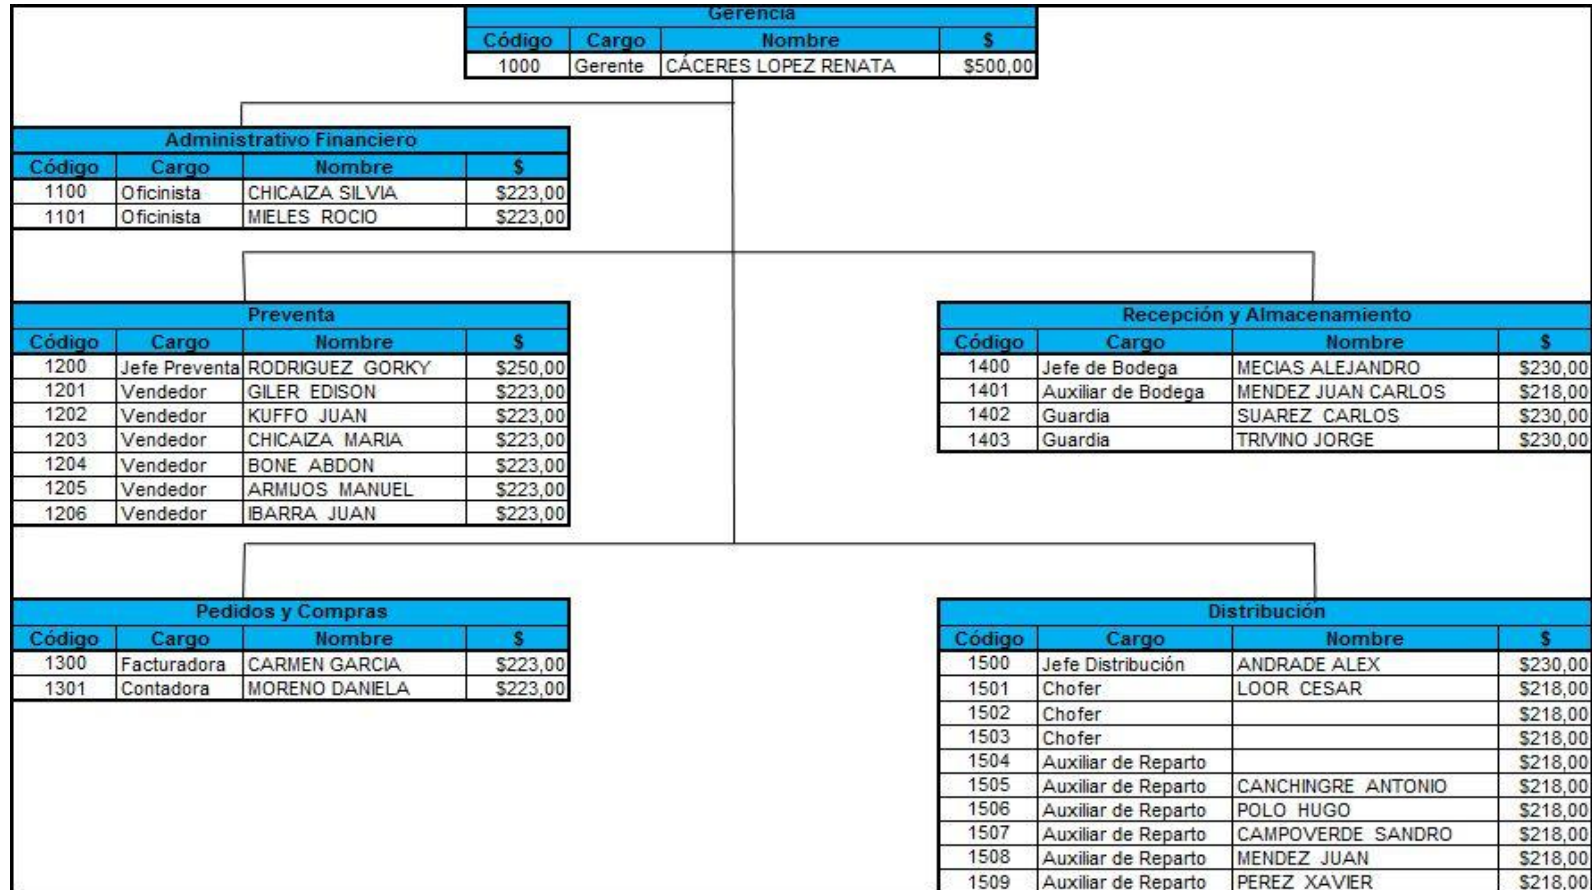 Gerencia
Código Cargo Nombre $
1000 Gerente CÁCERES LOPEZ RENATA $500,00
Administrativo Financiero
Código Cargo Nombre $
1100 Oficinista CHICAIZA SILVIA $223,00
1101 Oficinista MIELES ROCIO $223,00
Preventa
Código Cargo Nombre $
1200 Jefe Preventa RODRIGUEZ GORKY $250,00
1201 Vendedor GILER EDISON $223,00
1202 Vendedor KUFFO JUAN $223,00
1203 Vendedor CHICAIZA MARIA $223,00
1204 Vendedor BONE ABDON $223,00
1205 Vendedor ARMIJOS MANUEL $223,00
1206 Vendedor IBARRA JUAN $223,00
Recepción y Almacenamiento
Código Cargo Nombre $
1400 Jefe de Bodega MECIAS ALEJANDRO $230,00
1401 Auxiliar de Bodega MENDEZ JUAN CARLOS $218,00
1402 Guardia SUAREZ CARLOS $230,00
1403 Guardia TRIVINO JORGE $230,00
Pedidos y Compras
Código Cargo Nombre $
1300 Facturadora CARMEN GARCIA $223,00
1301 Contadora MORENO DANIELA $223,00
Distribución
Código Cargo Nombre $
1500 Jefe Distribución ANDRADE ALEX $230,00
1501 Chofer LOOR CESAR $218,00
1502 Chofer $218,00
1503 Chofer $218,00
1504 Auxiliar de Reparto $218,00
1505 Auxiliar de Reparto CANCHINGRE ANTONIO $218,00
1506 Auxiliar de Reparto POLO HUGO $218,00
1507 Auxiliar de Reparto CAMPOVERDE SANDRO $218,00
1508 Auxiliar de Reparto MENDEZ JUAN $218,00
1509 Auxiliar de Reparto PEREZ XAVIER $218,00